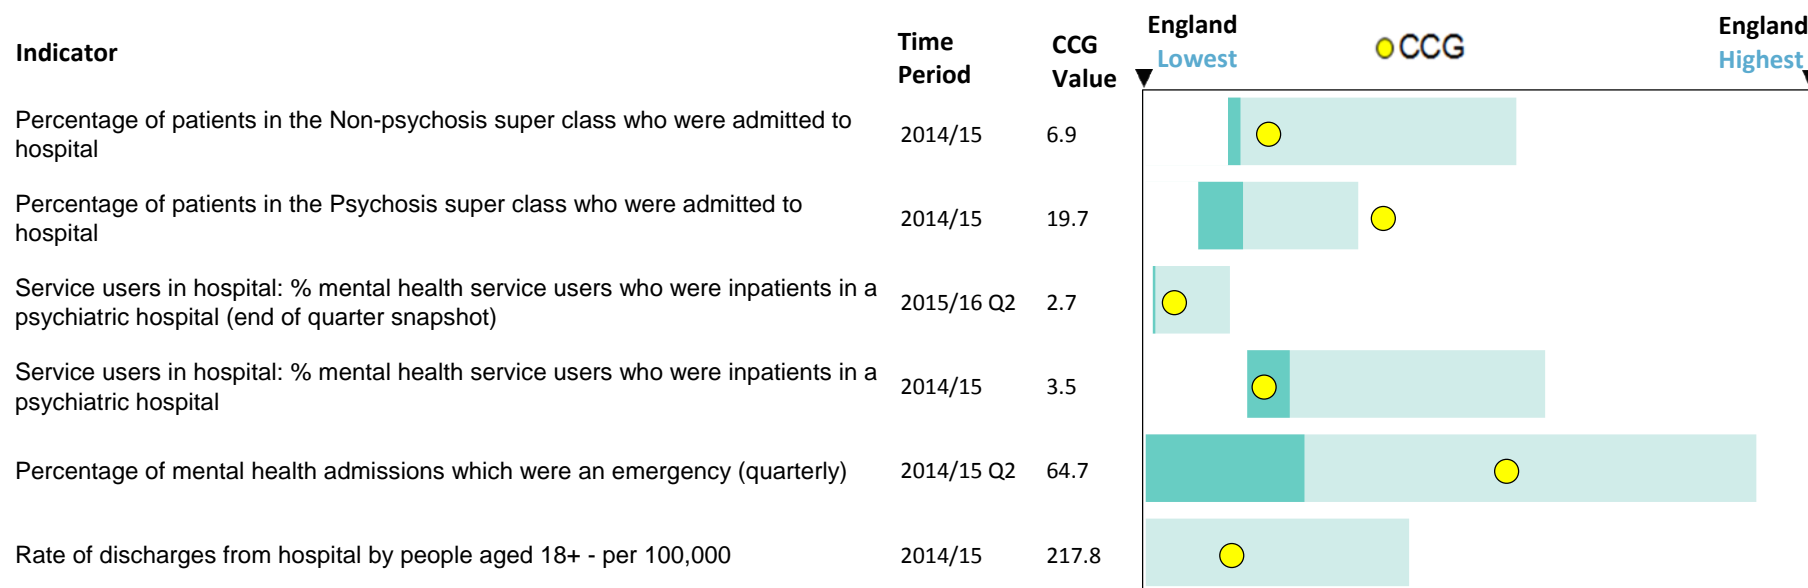 Indicator
Time Period
CCG Value
England Lowest
CCG
England Highest
Percentage of patients in the Non-psychosis super class who were admitted to
hospital
2014/15
6.9
Percentage of patients in the Psychosis super class who were admitted to
hospital
2014/15
19.7
Service users in hospital: % mental health service users who were inpatients in a
psychiatric hospital (end of quarter snapshot)
2015/16 Q2
2.7
Service users in hospital: % mental health service users who were inpatients in a
psychiatric hospital
2014/15
3.5
Percentage of mental health admissions which were an emergency (quarterly)
2014/15 Q2
64.7
Rate of discharges from hospital by people aged 18+ - per 100,000
2014/15
217.8